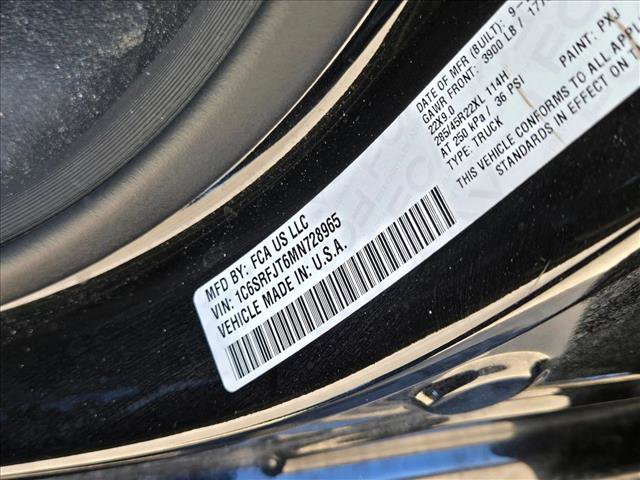 MFD BY: FCA US LLC
VIN: 1C6SRFJT6MN728965
VEHICLE MADE IN: U.S.A.
DATE OF MFR (BUILT): 9-
GAWR FRONT: 3900 LB / 177
22X9.0
285/45R22XL 114H
AT 250 kPa / 36 PSI
TYPE: TRUCK PAINT: PXJ
THIS VEHICLE CONFORMS TO ALL APPL
STANDARDS IN EFFECT ON T